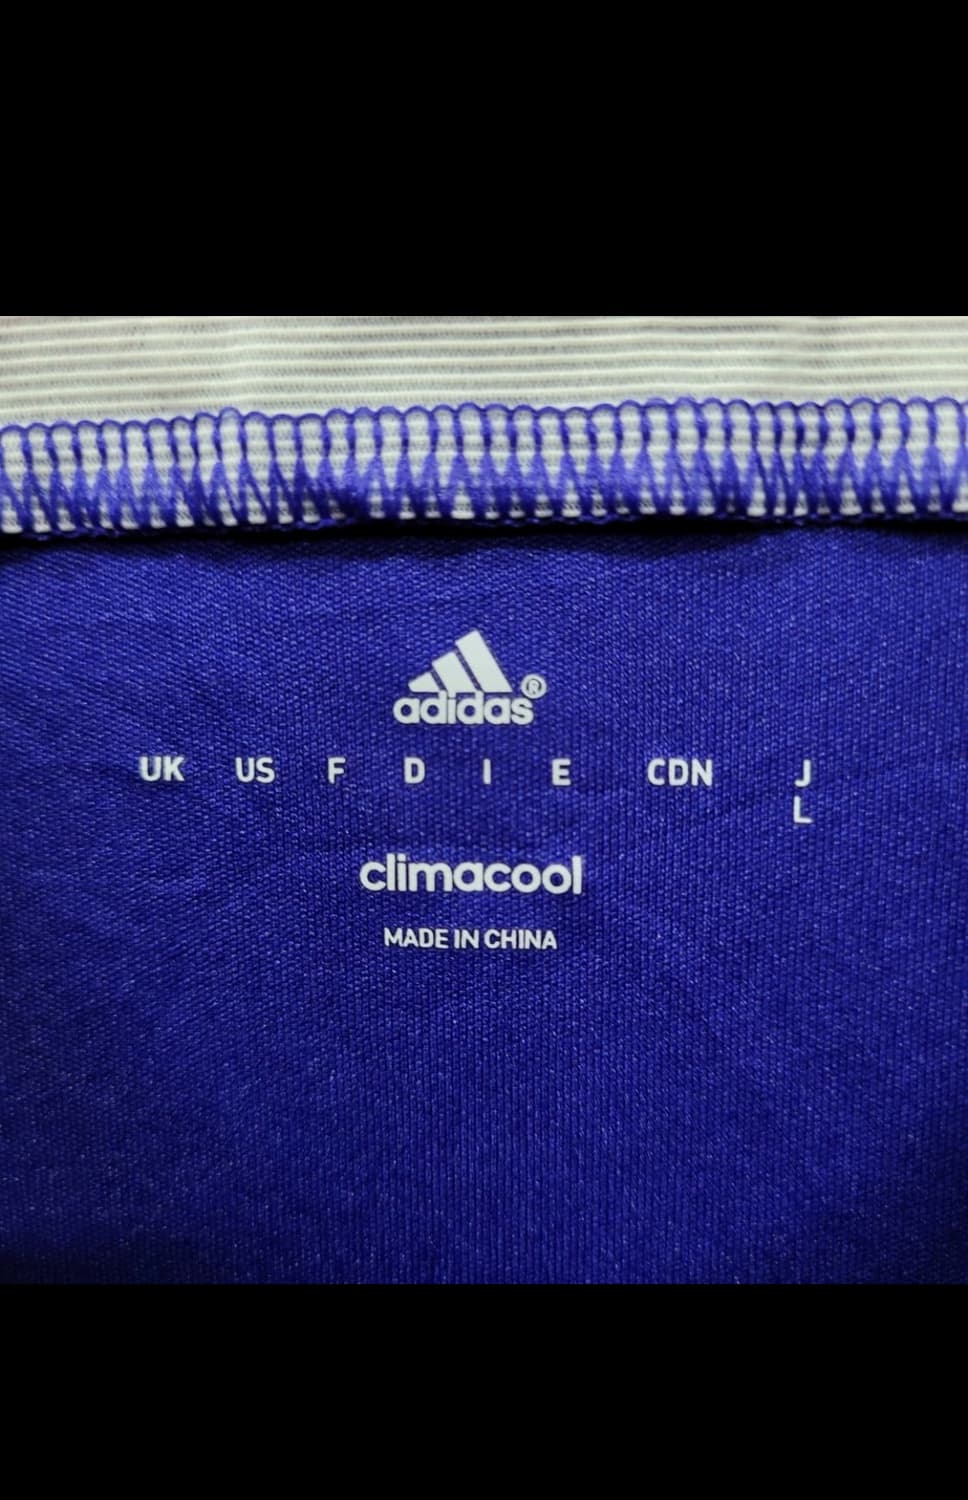 adidas®
UK US F D I E CDN J
L
climacool
MADE IN CHINA